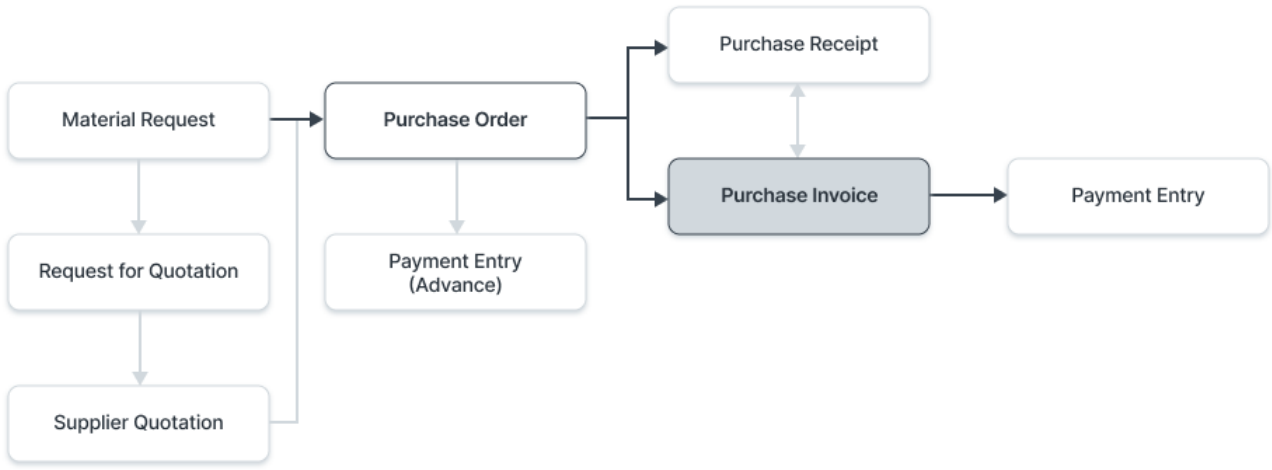 Purchase Receipt
Material Request
Purchase Order
Purchase Invoice
Payment Entry
Request for Quotation
Payment Entry
(Advance)
Supplier Quotation